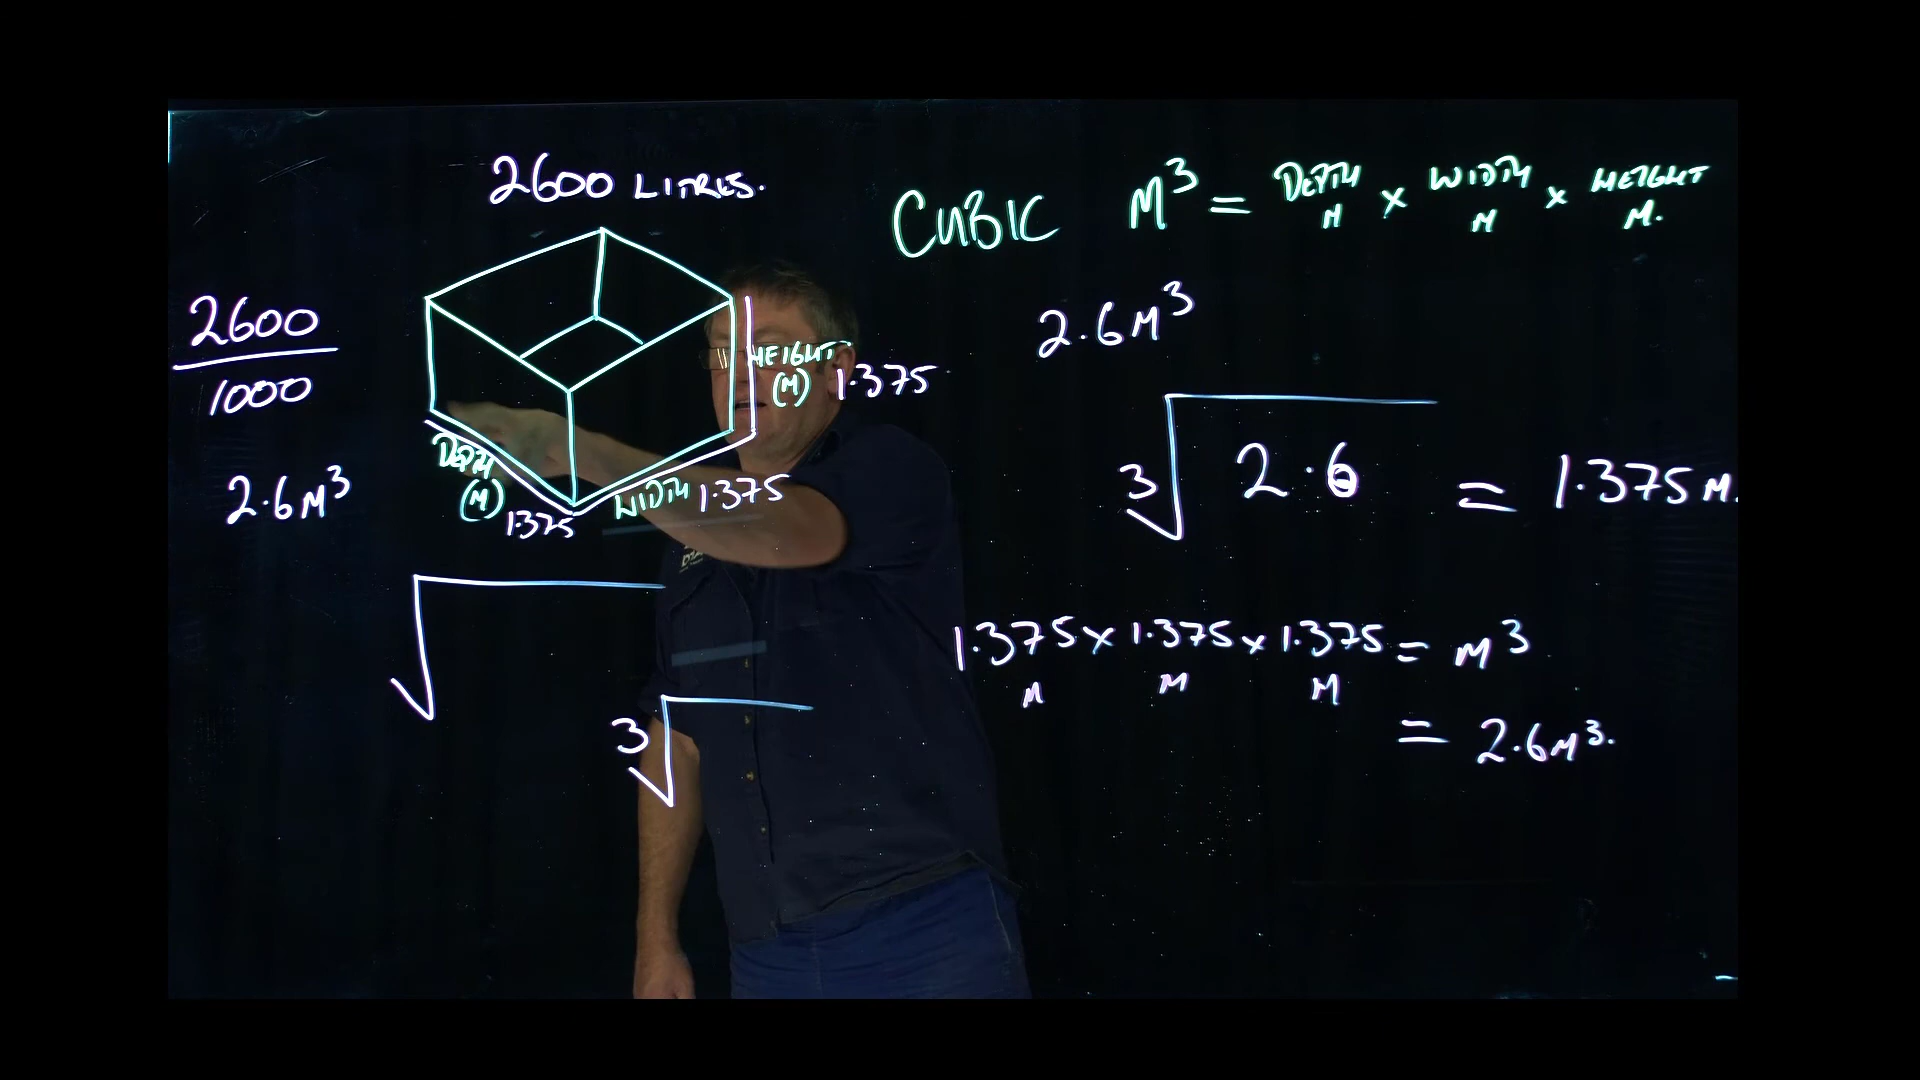 2600 LITRES.
CUBIC M³ = DEPTH M × WIDTH M × HEIGHT M.
2600
1000
2.6M³
HEIGHT (M) 1.375
DEPTH (M) 1.375
WIDTH 1.375
2.6M³
3√2.6 = 1.375M.
√
3√
1.375 × 1.375 × 1.375 = M³
M M M
= 2.6M³.